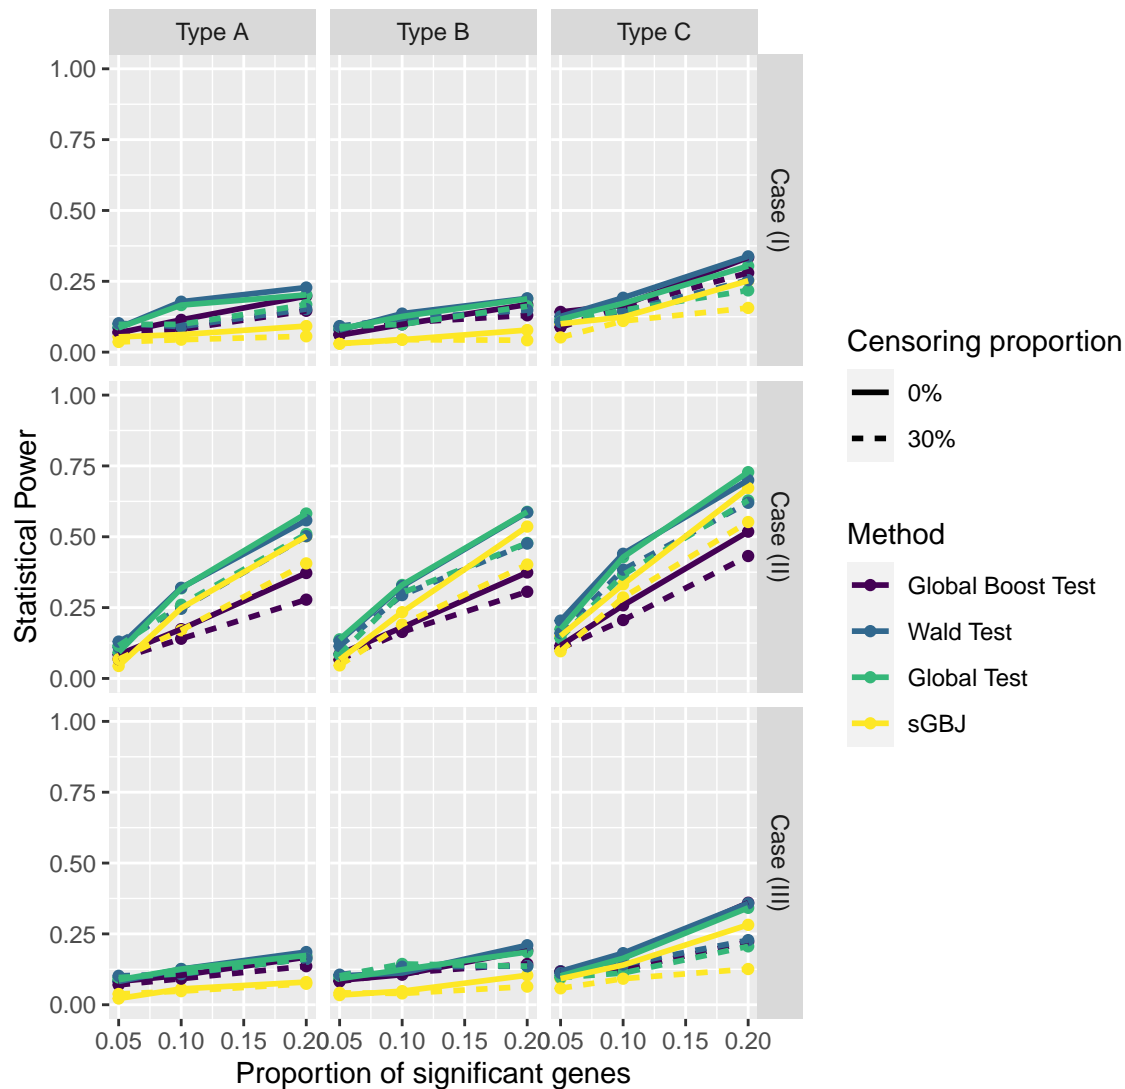 Type A
Type B
Type C
1.00
0.75
0.50
0.25
0.00
Case (I)
1.00
0.75
0.50
0.25
0.00
Case (II)
1.00
0.75
0.50
0.25
0.00
Case (III)
0.05 0.10 0.15 0.20
0.05 0.10 0.15 0.20
0.05 0.10 0.15 0.20
Proportion of significant genes
Statistical Power
Censoring proportion
0%
30%
Method
Global Boost Test
Wald Test
Global Test
sGBJ